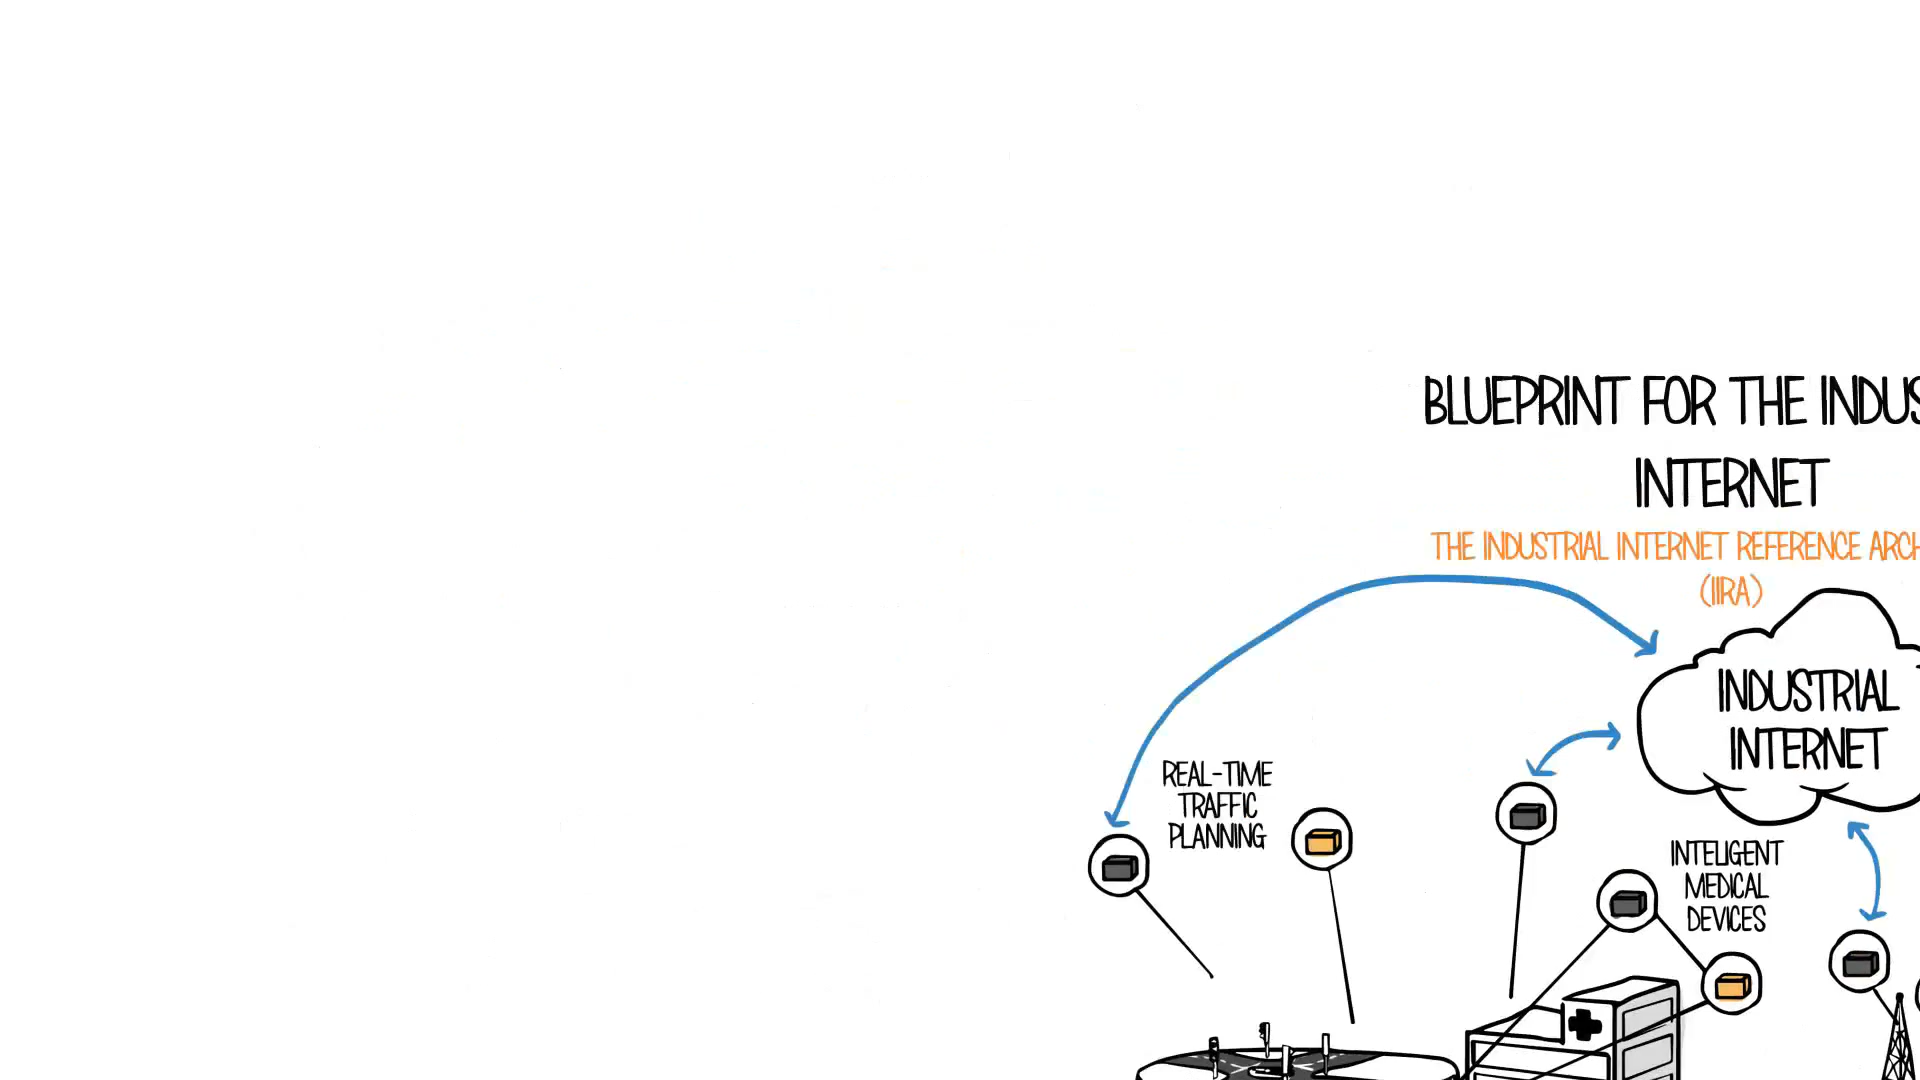 BLUEPRINT FOR THE INDUS
INTERNET
THE INDUSTRIAL INTERNET REFERENCE ARCH
(IIRA)
INDUSTRIAL
INTERNET
REAL-TIME
TRAFFIC
PLANNING
INTELIGENT
MEDICAL
DEVICES